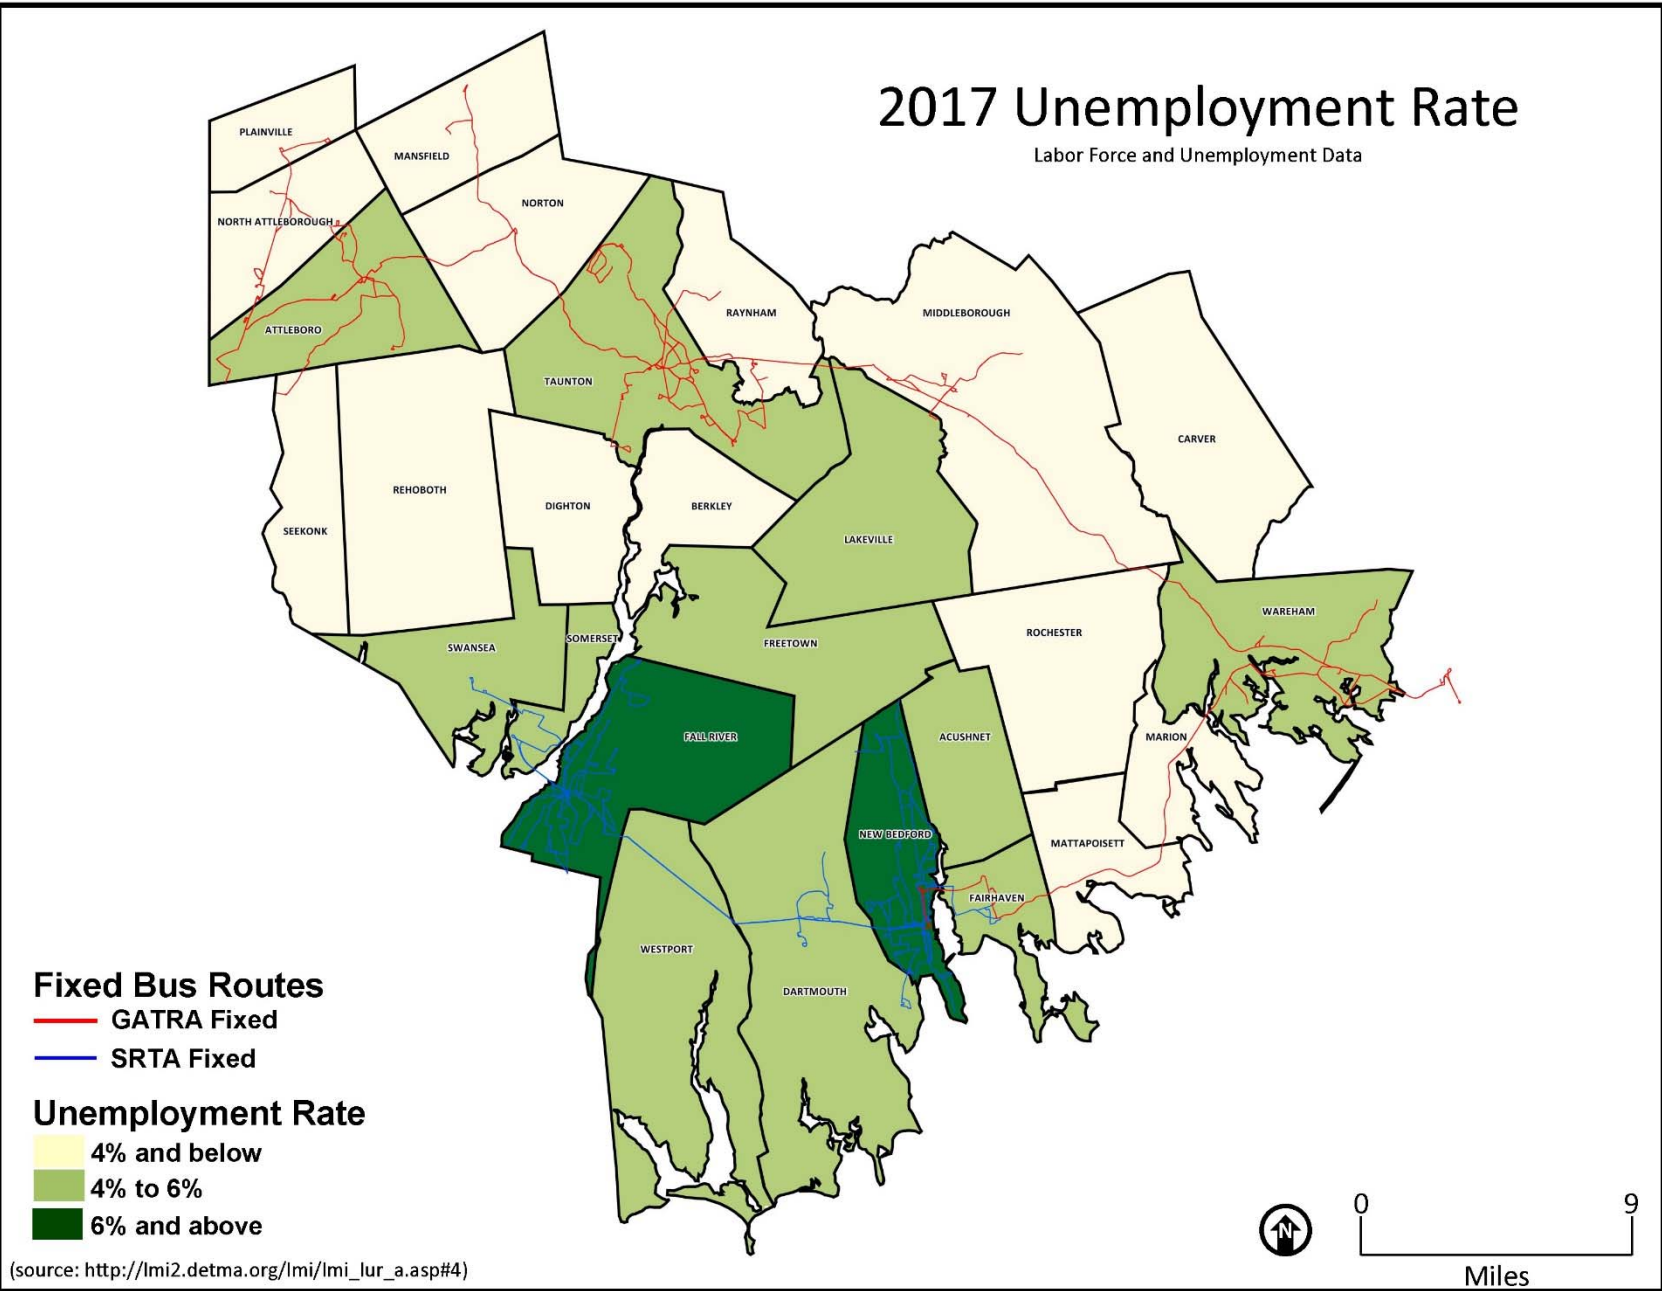 2017 Unemployment Rate
Labor Force and Unemployment Data
PLAINVILLE
MANSFIELD
NORTON
NORTH ATTLEBOROUGH
RAYNHAM
MIDDLEBOROUGH
ATTLEBORO
TAUNTON
CARVER
REHOBOTH
DIGHTON
BERKLEY
SEEKONK
LAKEVILLE
WAREHAM
ROCHESTER
SOMERSET
FREETOWN
SWANSEA
FALL RIVER
ACUSHNET
MARION
NEW BEDFORD
MATTAPOISETT
FAIRHAVEN
WESTPORT
DARTMOUTH
Fixed Bus Routes
GATRA Fixed
SRTA Fixed
Unemployment Rate
4% and below
4% to 6%
6% and above
(source: http://lmi2.detma.org/lmi/lmi_lur_a.asp#4)
N
0 9
Miles